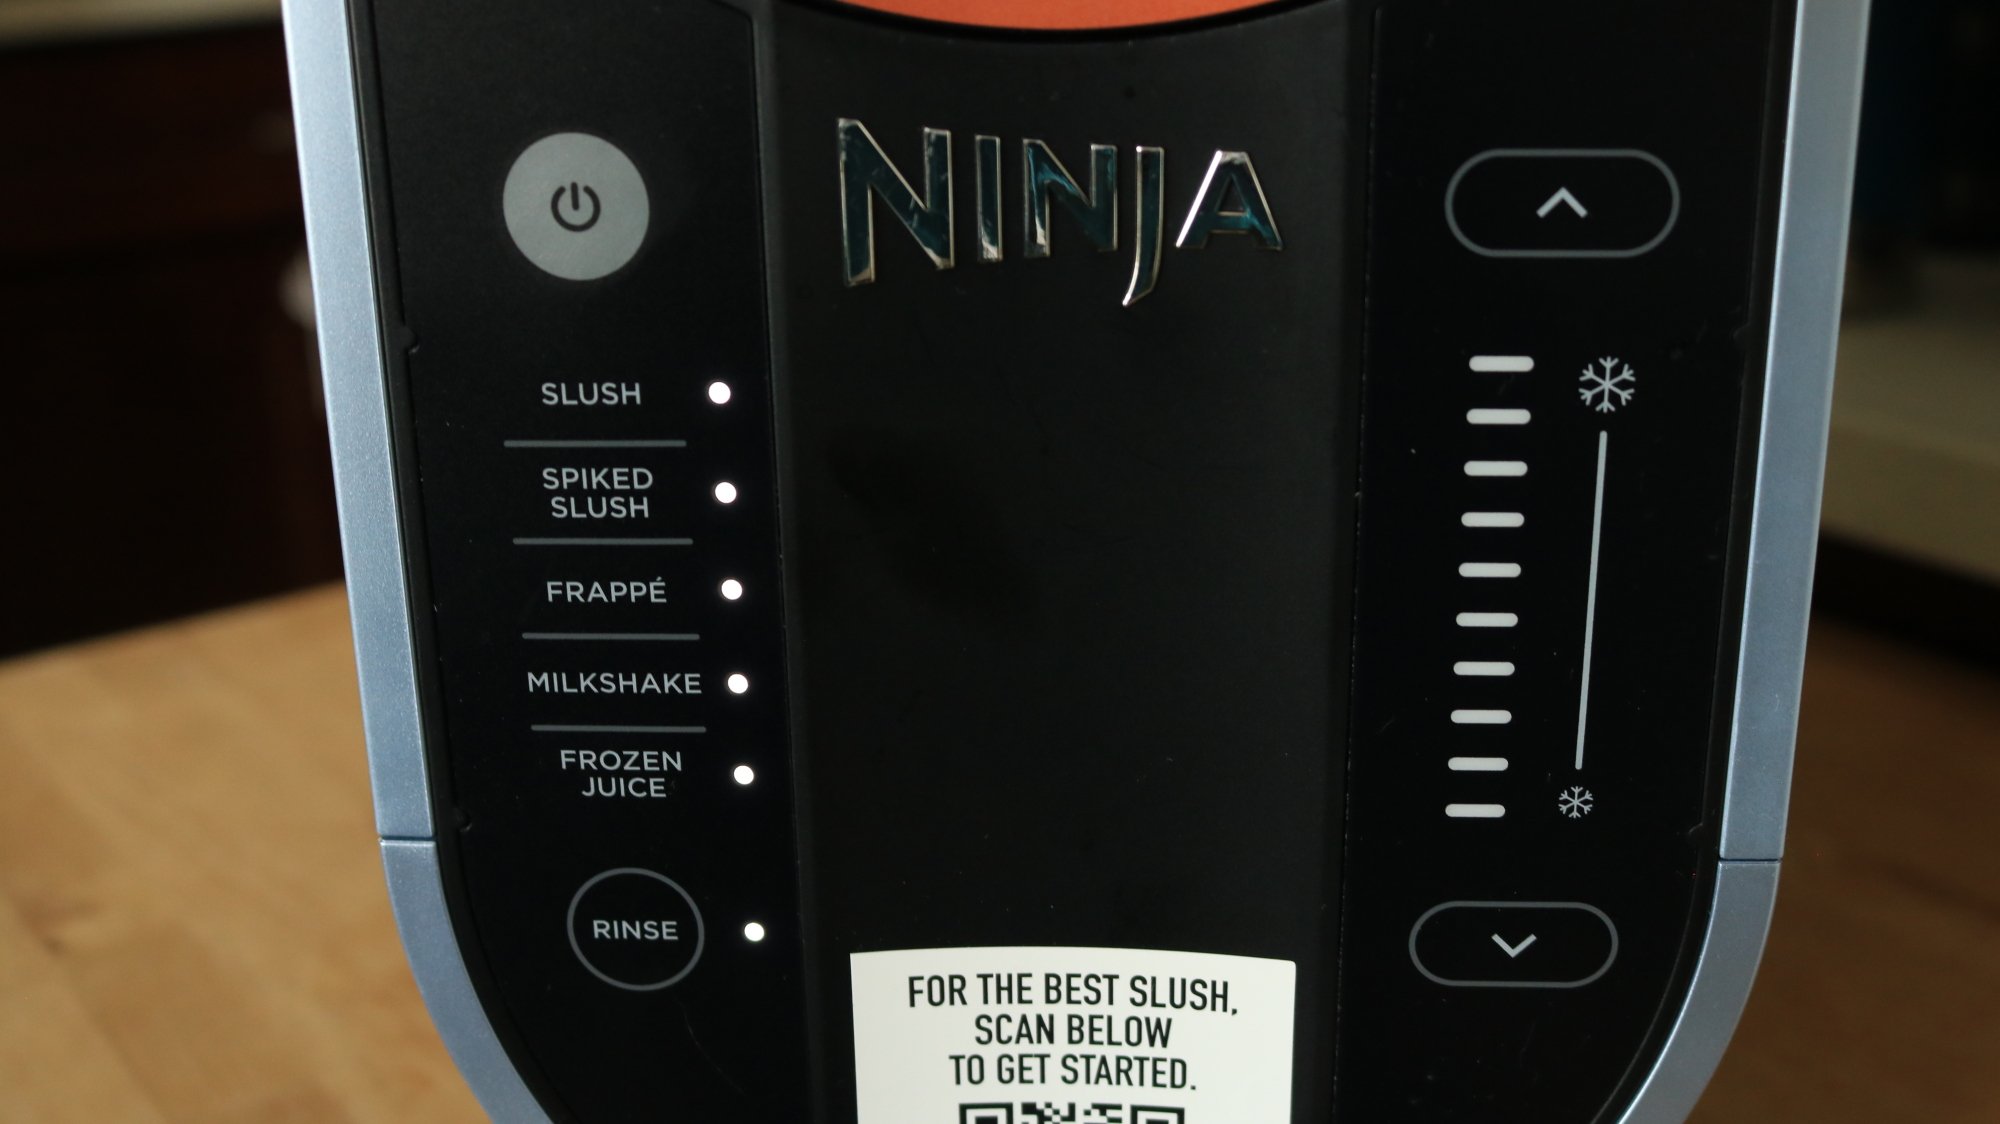 NINJA
SLUSH
SPIKED
SLUSH
FRAPPÉ
MILKSHAKE
FROZEN
JUICE
RINSE
FOR THE BEST SLUSH,
SCAN BELOW
TO GET STARTED.